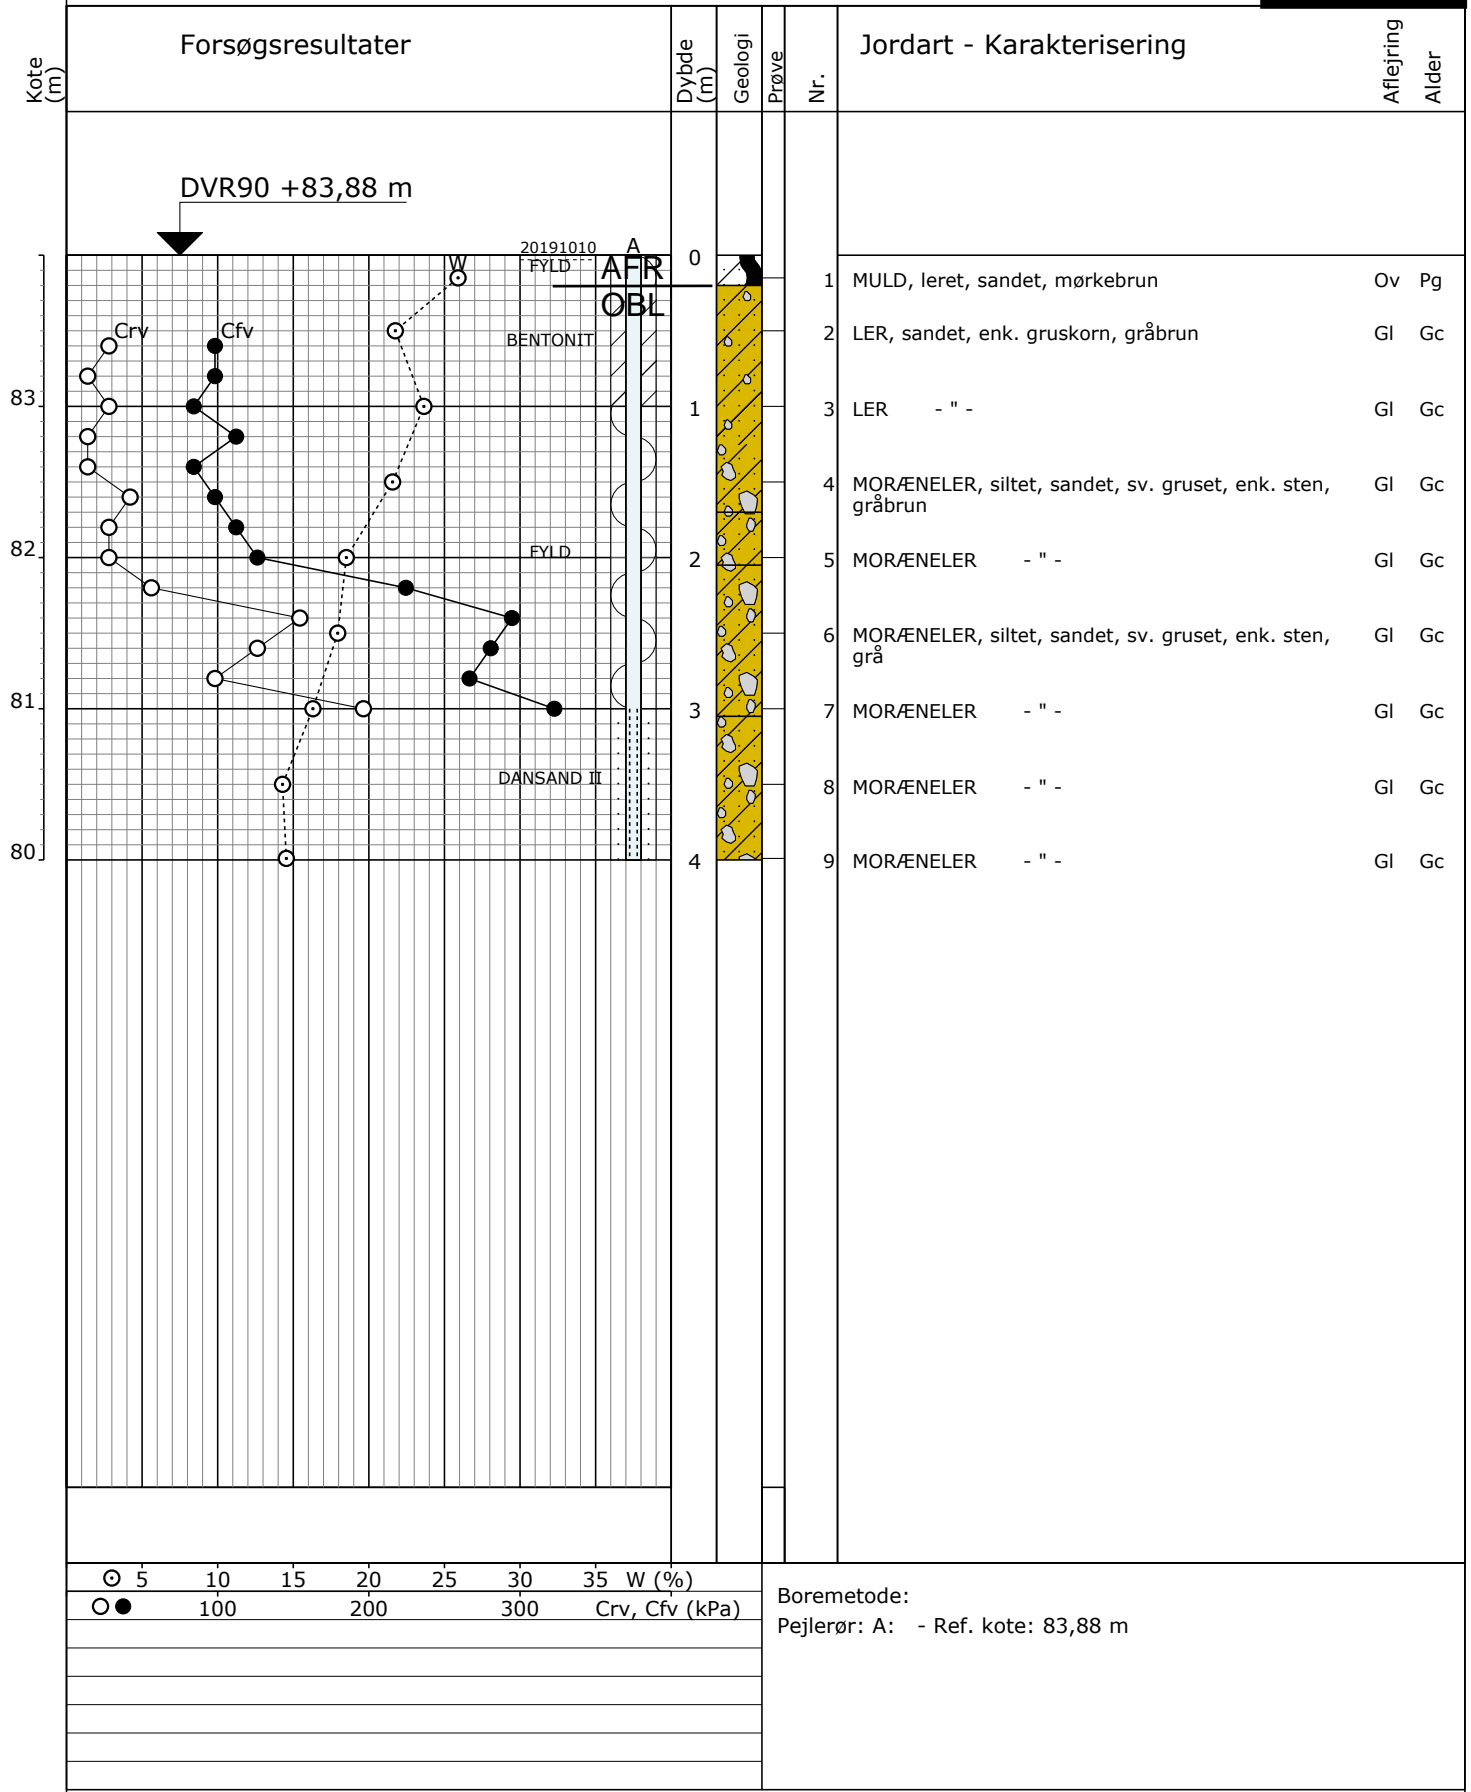 Kote (m)
Forsøgsresultater
Dybde (m)
Geologi
Prøve
Nr.
Jordart - Karakterisering
Aflejring
Alder
DVR90 +83,88 m
20191010
A
W
FYLD
AFR
OBL
0
1 MULD, leret, sandet, mørkebrun Ov Pg
Crv
Cfv
BENTONIT
2 LER, sandet, enk. gruskorn, gråbrun Gl Gc
83
1
3 LER - " - Gl Gc
4 MORÆNELER, siltet, sandet, sv. gruset, enk. sten, Gl Gc
gråbrun
82
FYLD
2
5 MORÆNELER - " - Gl Gc
6 MORÆNELER, siltet, sandet, sv. gruset, enk. sten, Gl Gc
grå
81
3
7 MORÆNELER - " - Gl Gc
DANSAND II
8 MORÆNELER - " - Gl Gc
80
4
9 MORÆNELER - " - Gl Gc
5 10 15 20 25 30 35 W (%)
100 200 300 Crv, Cfv (kPa)
Boremetode:
Pejlerør: A: - Ref. kote: 83,88 m